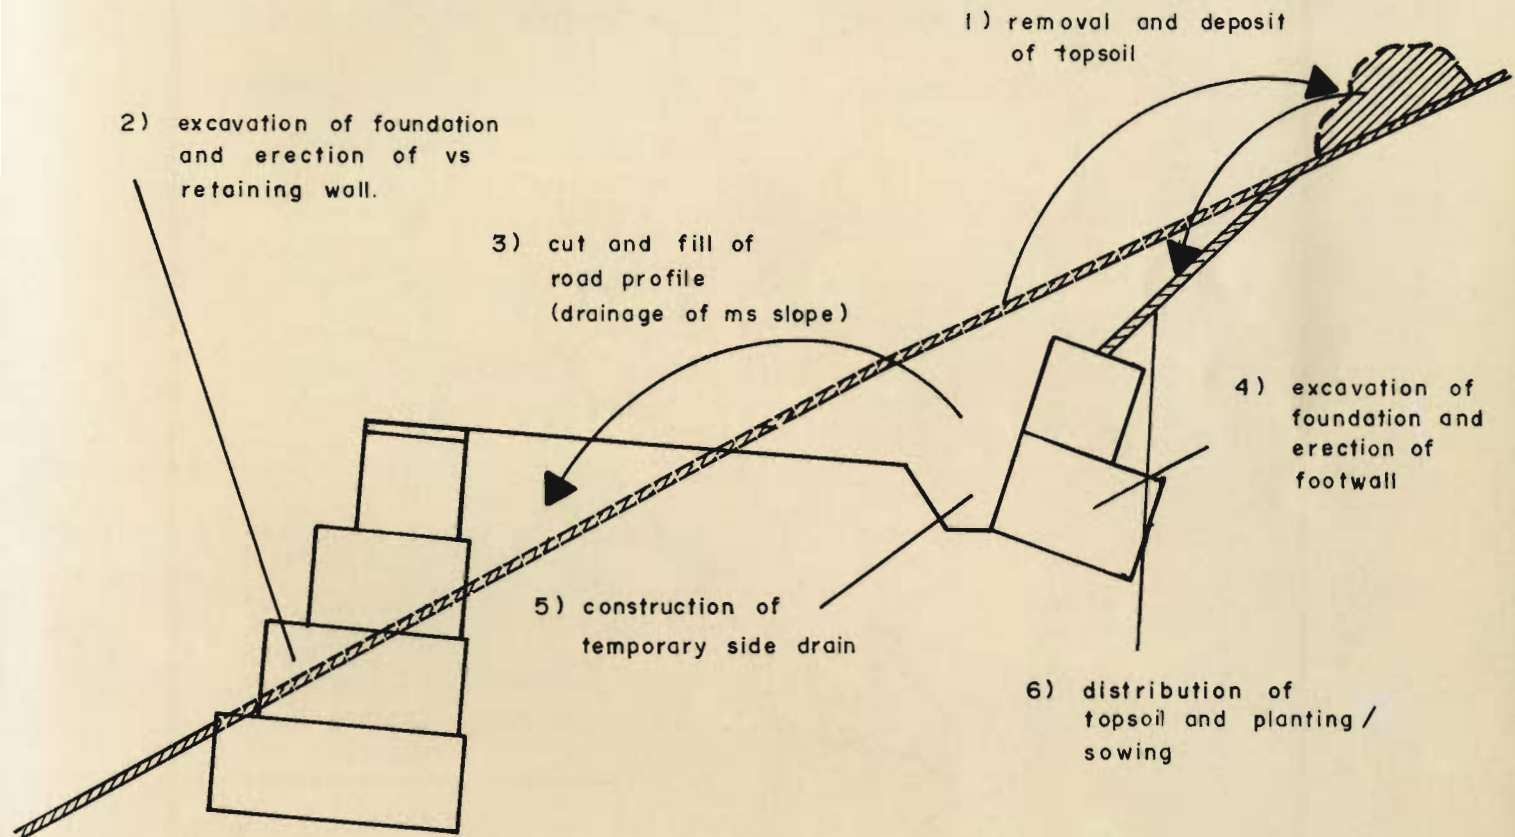 1) removal and deposit
of topsoil
2) excavation of foundation
and erection of vs
retaining wall.
3) cut and fill of
road profile
(drainage of ms slope)
4) excavation of
foundation and
erection of
footwall
5) construction of
temporary side drain
6) distribution of
topsoil and planting/
sowing